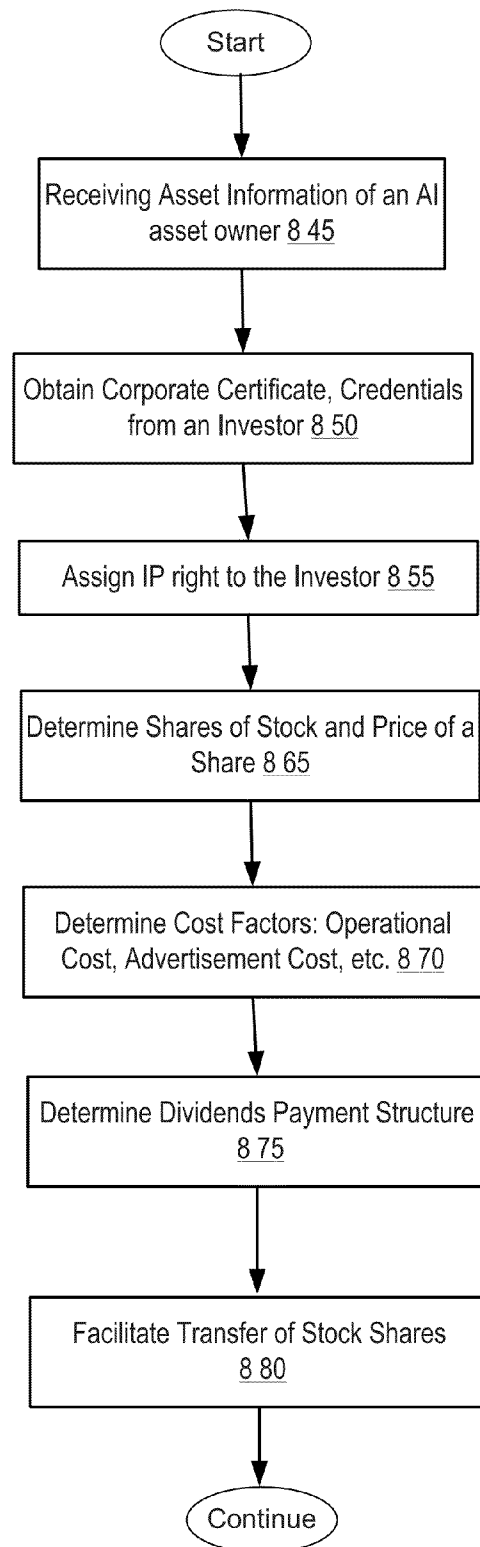 Start
Receiving Asset Information of an AI
asset owner 8 45
Obtain Corporate Certificate, Credentials
from an Investor 8 50
Assign IP right to the Investor 8 55
Determine Shares of Stock and Price of a
Share 8 65
Determine Cost Factors: Operational
Cost, Advertisement Cost, etc. 8 70
Determine Dividends Payment Structure
8 75
Facilitate Transfer of Stock Shares
8 80
Continue